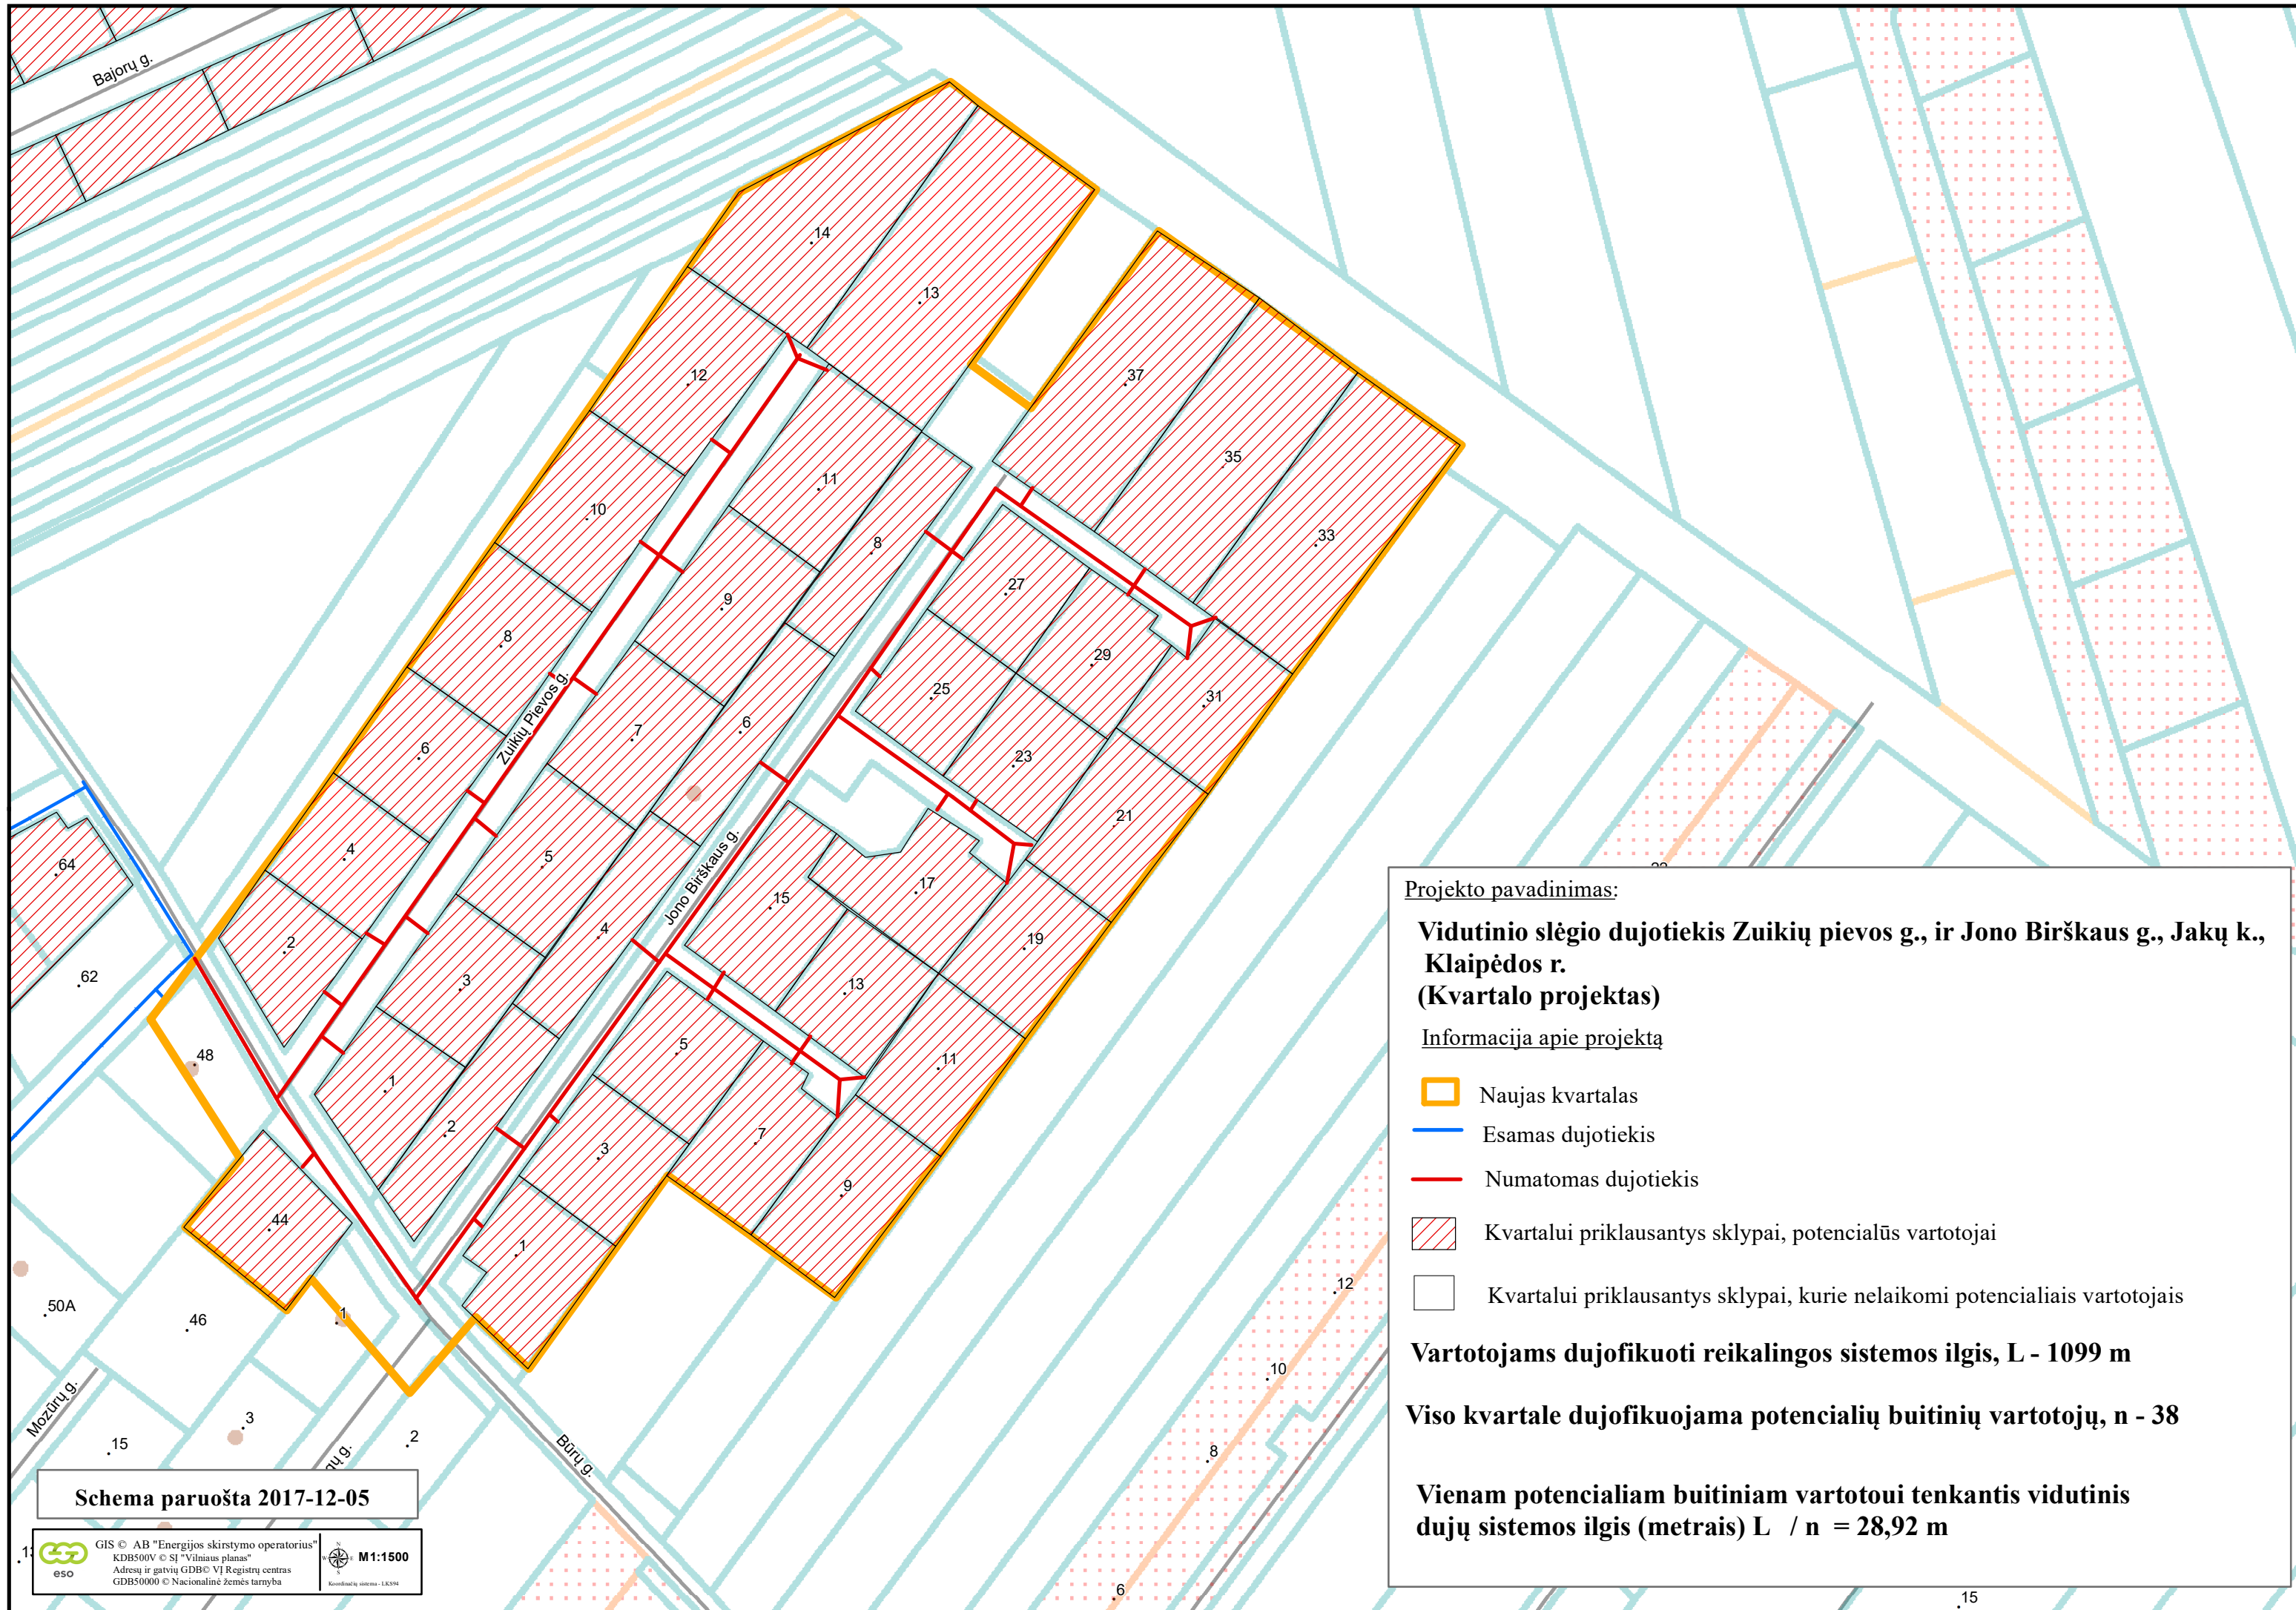 Bajorų g.
14
13
12
11
10
9
8
8
7
6
6
5
4
4
3
2
1
2
37
35
33
27
29
25
31
23
21
17
15
19
13
11
5
7
3
9
1
Zuikių Pievos g.
Jono Birškaus g.
64
62
48
44
46
50A
1
3
2
15
Mozūrų g.
Būrų g.
12
10
8
6
15
Projekto pavadinimas:
Vidutinio slėgio dujotiekis Zuikių pievos g., ir Jono Birškaus g., Jakų k.,
Klaipėdos r.
(Kvartalo projektas)
Informacija apie projektą
Naujas kvartalas
Esamas dujotiekis
Numatomas dujotiekis
Kvartalui priklausantys sklypai, potencialūs vartotojai
Kvartalui priklausantys sklypai, kurie nelaikomi potencialiais vartotojais
Vartotojams dujofikuoti reikalingos sistemos ilgis, L - 1099 m
Viso kvartale dujofikuojama potencialių buitinių vartotojų, n - 38
Vienam potencialiam buitiniam vartotoui tenkantis vidutinis
dujų sistemos ilgis (metrais) L / n = 28,92 m
Schema paruošta 2017-12-05
eso
GIS © AB "Energijos skirstymo operatorius"
KDB500V © SĮ "Vilniaus planas"
Adresų ir gatvių GDB© VĮ Registrų centras
GDB50000 © Nacionalinė žemės tarnyba
N
W
E
S
M1:1500
Koordinačių sistema - LKS94